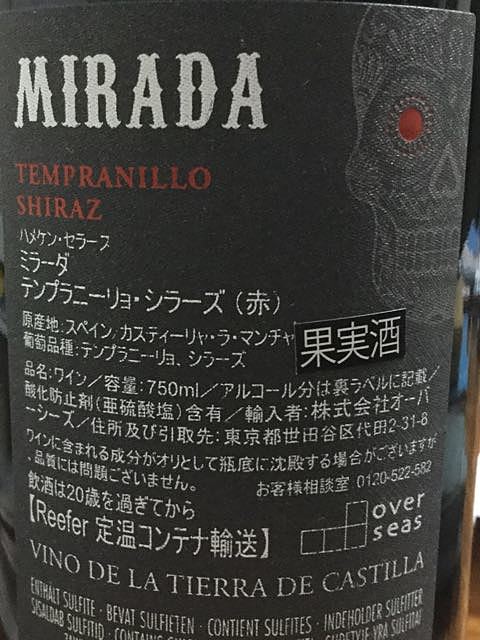 MIRADA
TEMPRANILLO
SHIRAZ
ハメケン・セラーズ
ミラーダ
テンプラニーリョ・シラーズ（赤）
原産地：スペイン/カスティーリャ・ラ・マンチャ
葡萄品種：テンプラニーリョ、シラーズ
果実酒
品名：ワイン／容量：750ml／アルコール分は裏ラベルに記載／
酸化防止剤（亜硫酸塩）含有／輸入者：株式会社オーバ
ーシーズ／住所及び引取先：東京都世田谷区代田2-31-8
ワインに含まれる成分がオリとして瓶底に沈殿する場合がございますが
、品質には問題ございません。
お客様相談室 0120-522-582
飲酒は20歳を過ぎてから
【Reefer 定温コンテナ輸送】
over
seas
VINO DE LA TIERRA DE CASTILLA
ENTHÄLT SULFITE · BEVAT SULFIETEN · CONTIENT SULFITES · INDEHOLDER SULFITTER
SISÄLDAB SULFITID · CONTAINS